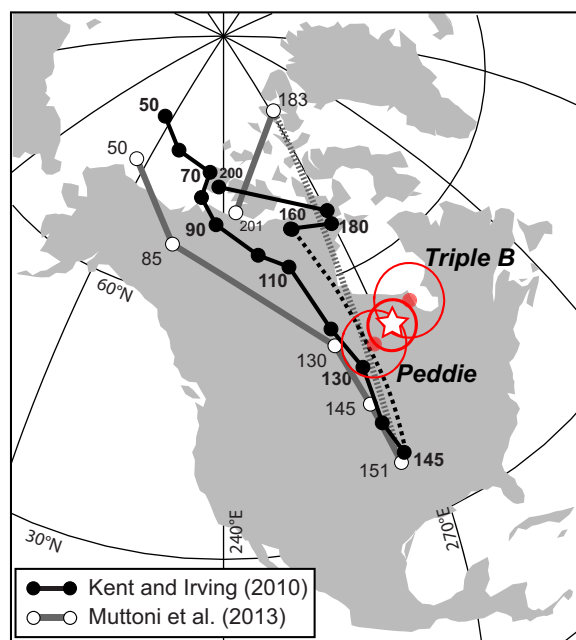 183
50
50
70
200
201
160
180
90
85
110
Triple B
60°N
130
130
Peddie
145
145
151
30°N
240°E
270°E
Kent and Irving (2010)
Muttoni et al. (2013)